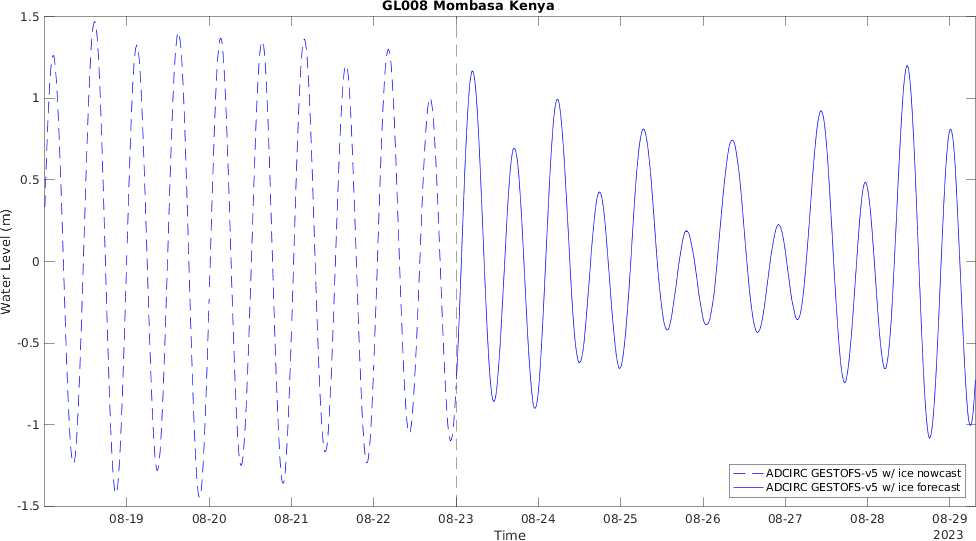 GL008 Mombasa Kenya
1.5
1
0.5
0
-0.5
-1
-1.5
Water Level (m)
08-19 08-20 08-21 08-22 08-23 08-24 08-25 08-26 08-27 08-28 08-29
2023
Time
ADCIRC GESTOFS-v5 w/ ice nowcast
ADCIRC GESTOFS-v5 w/ ice forecast